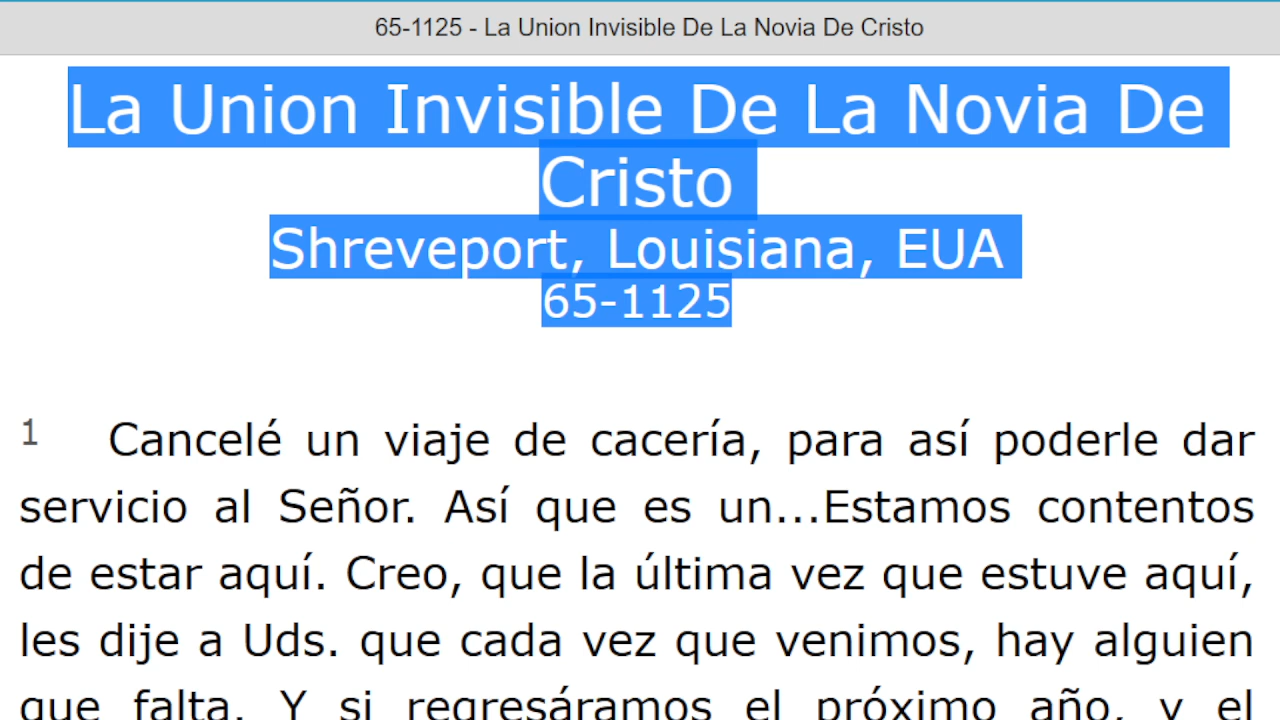 65-1125 - La Union Invisible De La Novia De Cristo
La Union Invisible De La Novia De
Cristo
Shreveport, Louisiana, EUA
65-1125
1 Cancelé un viaje de cacería, para así poderle dar
servicio al Señor. Así que es un...Estamos contentos
de estar aquí. Creo, que la última vez que estuve aquí,
les dije a Uds. que cada vez que venimos, hay alguien
que falta. Y si regresáramos el próximo año, y el